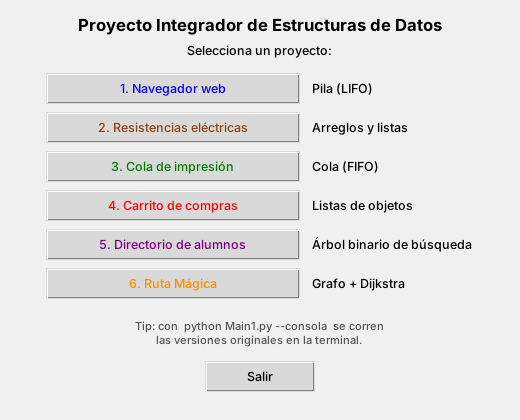 Proyecto Integrador de Estructuras de Datos
Selecciona un proyecto:
1. Navegador web Pila (LIFO)
2. Resistencias eléctricas Arreglos y listas
3. Cola de impresión Cola (FIFO)
4. Carrito de compras Listas de objetos
5. Directorio de alumnos Árbol binario de búsqueda
6. Ruta Mágica Grafo + Dijkstra
Tip: con python Main1.py --consola se corren
las versiones originales en la terminal.
Salir